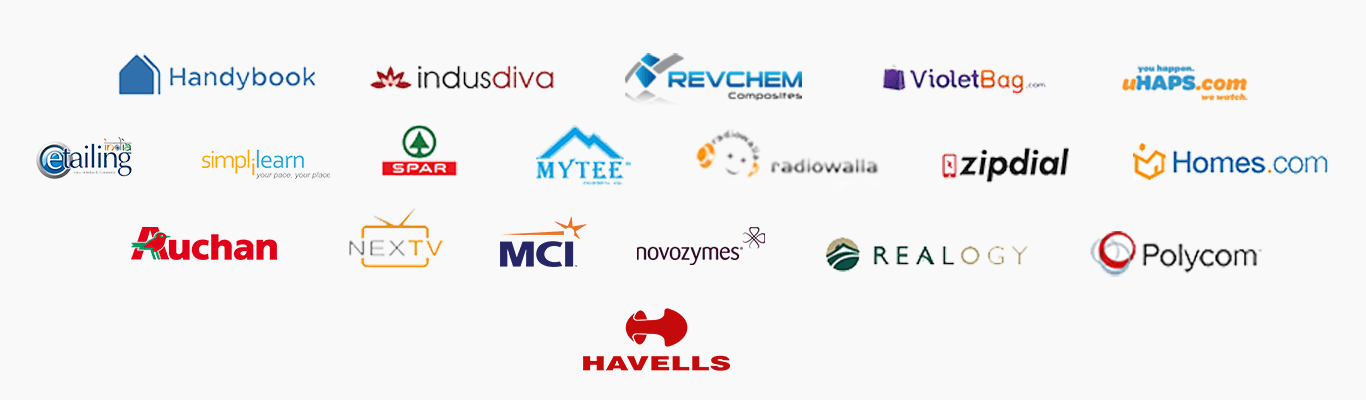 Handybook
indusdiva
REVCHEM
Composites
VioletBag.com
you happen.
uHAPS.com
we watch.
india
etailing
simplilearn
your pace, your place
SPAR
MYTEE
radiowalla
radiowalla
zipdial
Homes.com
Auchan
NEXTV
MCI
novozymes
REALOGY
Polycom
HAVELLS